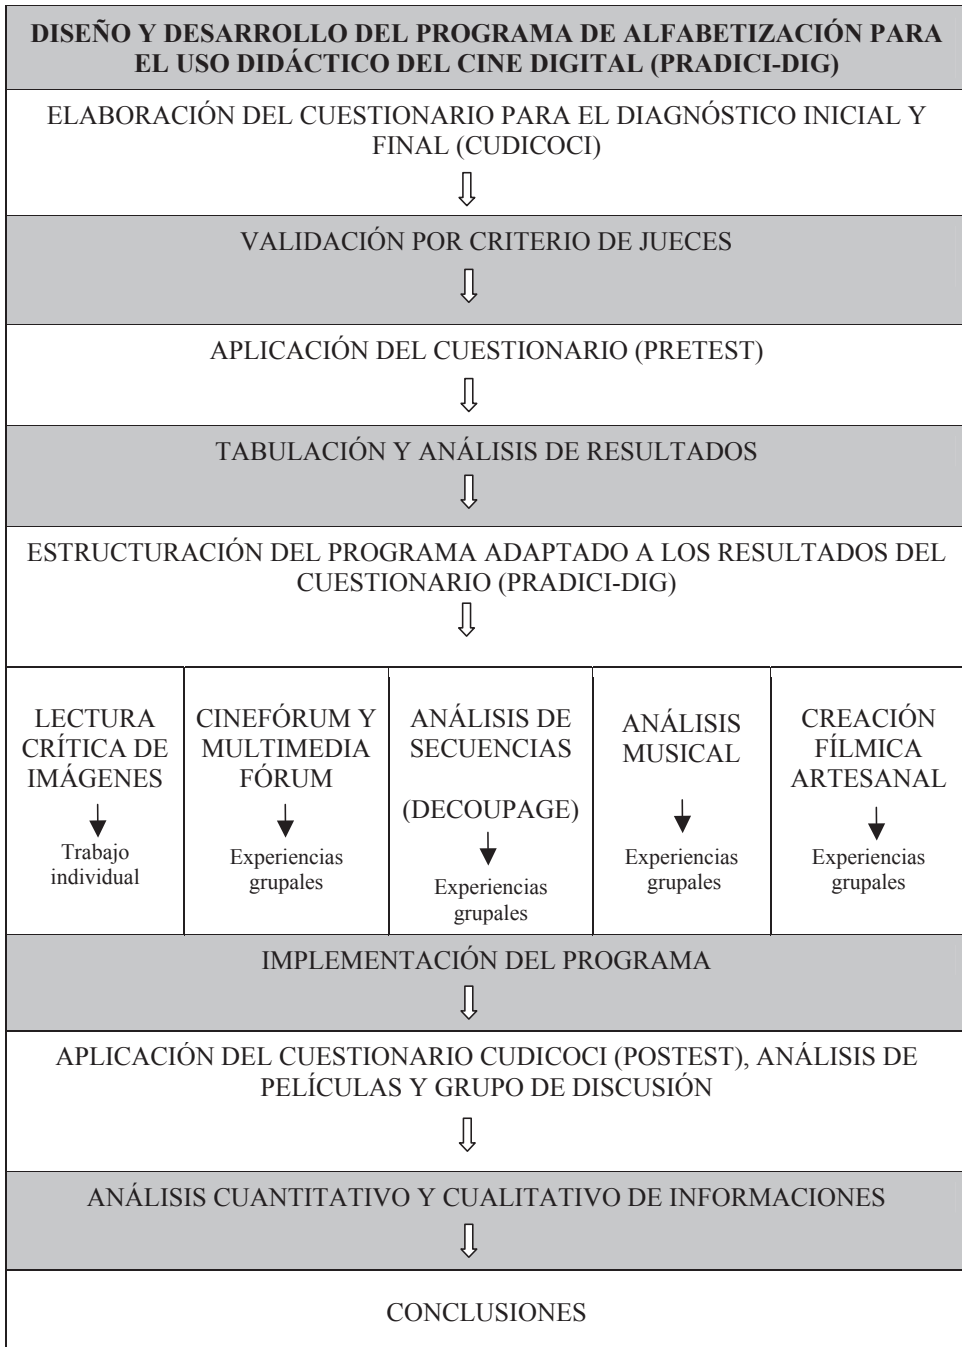 DISEÑO Y DESARROLLO DEL PROGRAMA DE ALFABETIZACIÓN PARA
EL USO DIDÁCTICO DEL CINE DIGITAL (PRADICI-DIG)
ELABORACIÓN DEL CUESTIONARIO PARA EL DIAGNÓSTICO INICIAL Y
FINAL (CUDICOCI)
VALIDACIÓN POR CRITERIO DE JUECES
APLICACIÓN DEL CUESTIONARIO (PRETEST)
TABULACIÓN Y ANÁLISIS DE RESULTADOS
ESTRUCTURACIÓN DEL PROGRAMA ADAPTADO A LOS RESULTADOS DEL
CUESTIONARIO (PRADICI-DIG)
LECTURA
CRÍTICA DE
IMÁGENES
Trabajo
individual
CINEFÓRUM Y
MULTIMEDIA
FÓRUM
Experiencias
grupales
ANÁLISIS DE
SECUENCIAS
(DECOUPAGE)
Experiencias
grupales
ANÁLISIS
MUSICAL
Experiencias
grupales
CREACIÓN
FÍLMICA
ARTESANAL
Experiencias
grupales
IMPLEMENTACIÓN DEL PROGRAMA
APLICACIÓN DEL CUESTIONARIO CUDICOCI (POSTEST), ANÁLISIS DE
PELÍCULAS Y GRUPO DE DISCUSIÓN
ANÁLISIS CUANTITATIVO Y CUALITATIVO DE INFORMACIONES
CONCLUSIONES